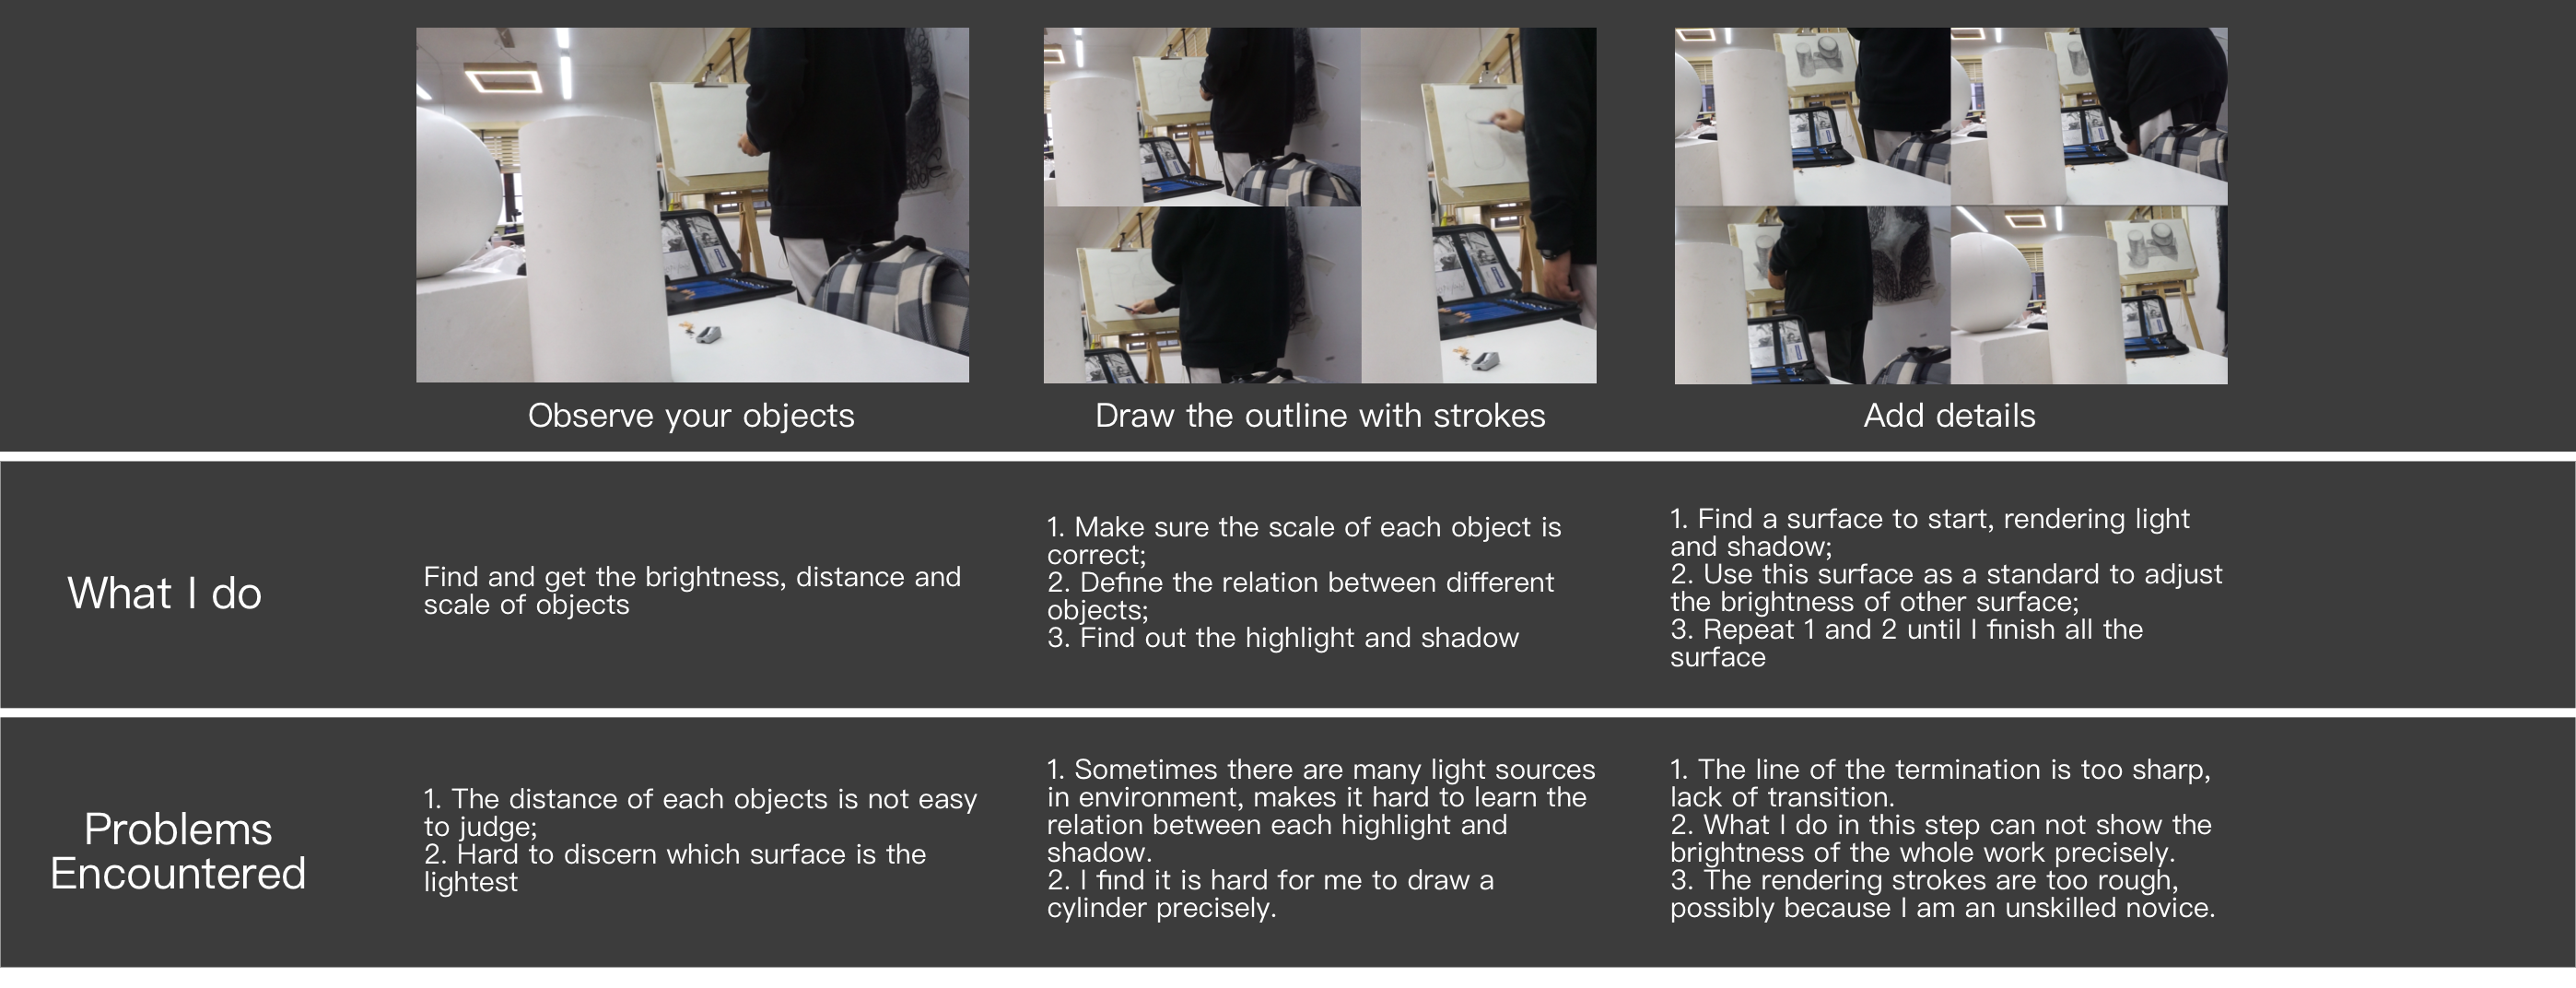 Observe your objects
Draw the outline with strokes
Add details
What I do
Find and get the brightness, distance and
scale of objects
1. Make sure the scale of each object is
correct;
2. Define the relation between different
objects;
3. Find out the highlight and shadow
1. Find a surface to start, rendering light
and shadow;
2. Use this surface as a standard to adjust
the brightness of other surface;
3. Repeat 1 and 2 until I finish all the
surface
Problems
Encountered
1. The distance of each objects is not easy
to judge;
2. Hard to discern which surface is the
lightest
1. Sometimes there are many light sources
in environment, makes it hard to learn the
relation between each highlight and
shadow.
2. I find it is hard for me to draw a
cylinder precisely.
1. The line of the termination is too sharp,
lack of transition.
2. What I do in this step can not show the
brightness of the whole work precisely.
3. The rendering strokes are too rough,
possibly because I am an unskilled novice.